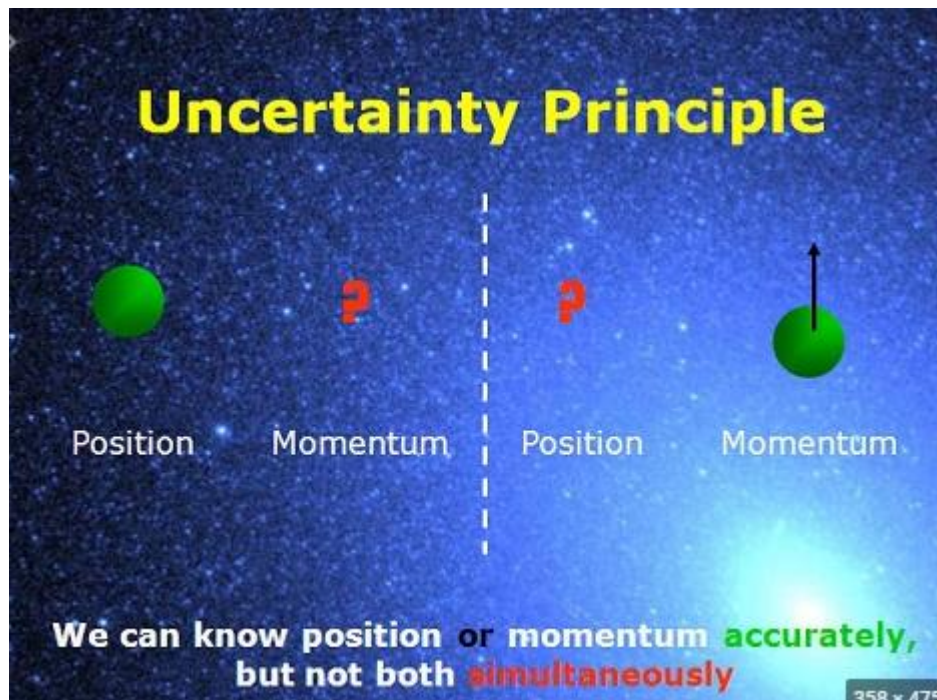 Uncertainty Principle
? ?
Position Momentum Position Momentum
We can know position or momentum accurately,
but not both simultaneously